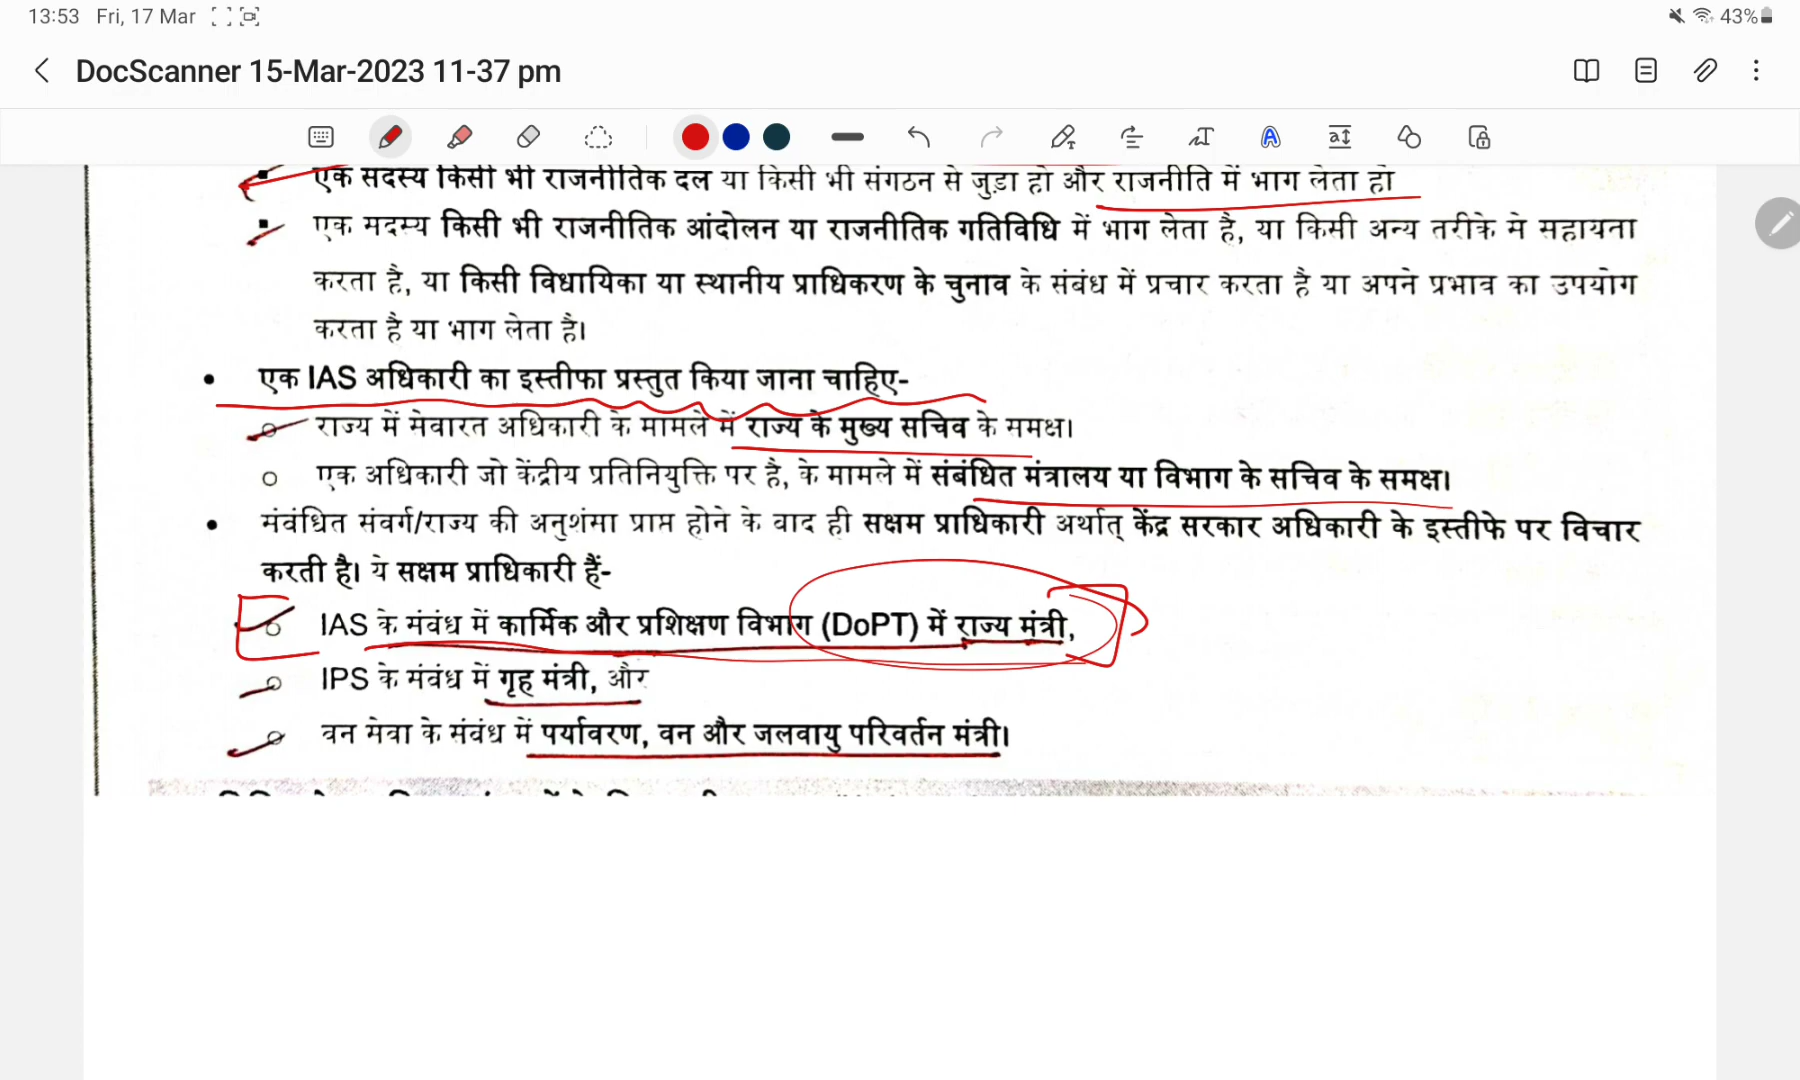 13:53 Fri, 17 Mar 43%
DocScanner 15-Mar-2023 11-37 pm
एक सदस्य किसी भी राजनीतिक दल या किसी भी संगठन से जुड़ा हो और राजनीति में भाग लेता हो
एक सदस्य किसी भी राजनीतिक आंदोलन या राजनीतिक गतिविधि में भाग लेता है, या किसी अन्य तरीके से सहायता
करता है, या किसी विधायिका या स्थानीय प्राधिकरण के चुनाव के संबंध में प्रचार करता है या अपने प्रभाव का उपयोग
करता है या भाग लेता है।
• एक IAS अधिकारी का इस्तीफा प्रस्तुत किया जाना चाहिए-
o राज्य में सेवारत अधिकारी के मामले में राज्य के मुख्य सचिव के समक्ष।
o एक अधिकारी जो केंद्रीय प्रतिनियुक्ति पर है, के मामले में संबंधित मंत्रालय या विभाग के सचिव के समक्ष।
• संबंधित संवर्ग/राज्य की अनुशंसा प्राप्त होने के बाद ही सक्षम प्राधिकारी अर्थात् केंद्र सरकार अधिकारी के इस्तीफे पर विचार
करती है। ये सक्षम प्राधिकारी हैं-
o IAS के संबंध में कार्मिक और प्रशिक्षण विभाग (DoPT) में राज्य मंत्री,
o IPS के संबंध में गृह मंत्री, और
o वन सेवा के संबंध में पर्यावरण, वन और जलवायु परिवर्तन मंत्री।